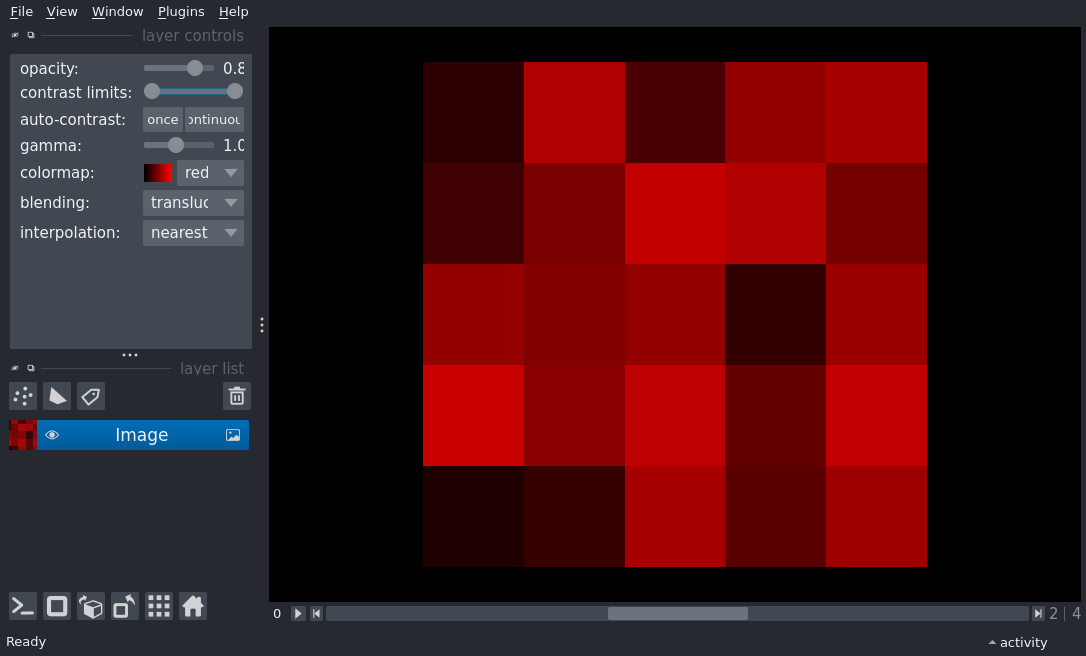 File View Window Plugins Help
layer controls
opacity: 0.8
contrast limits:
auto-contrast: once ontinuou
gamma: 1.0
colormap: red
blending: transluc
interpolation: nearest
layer list
Image
0 2 | 4
Ready activity